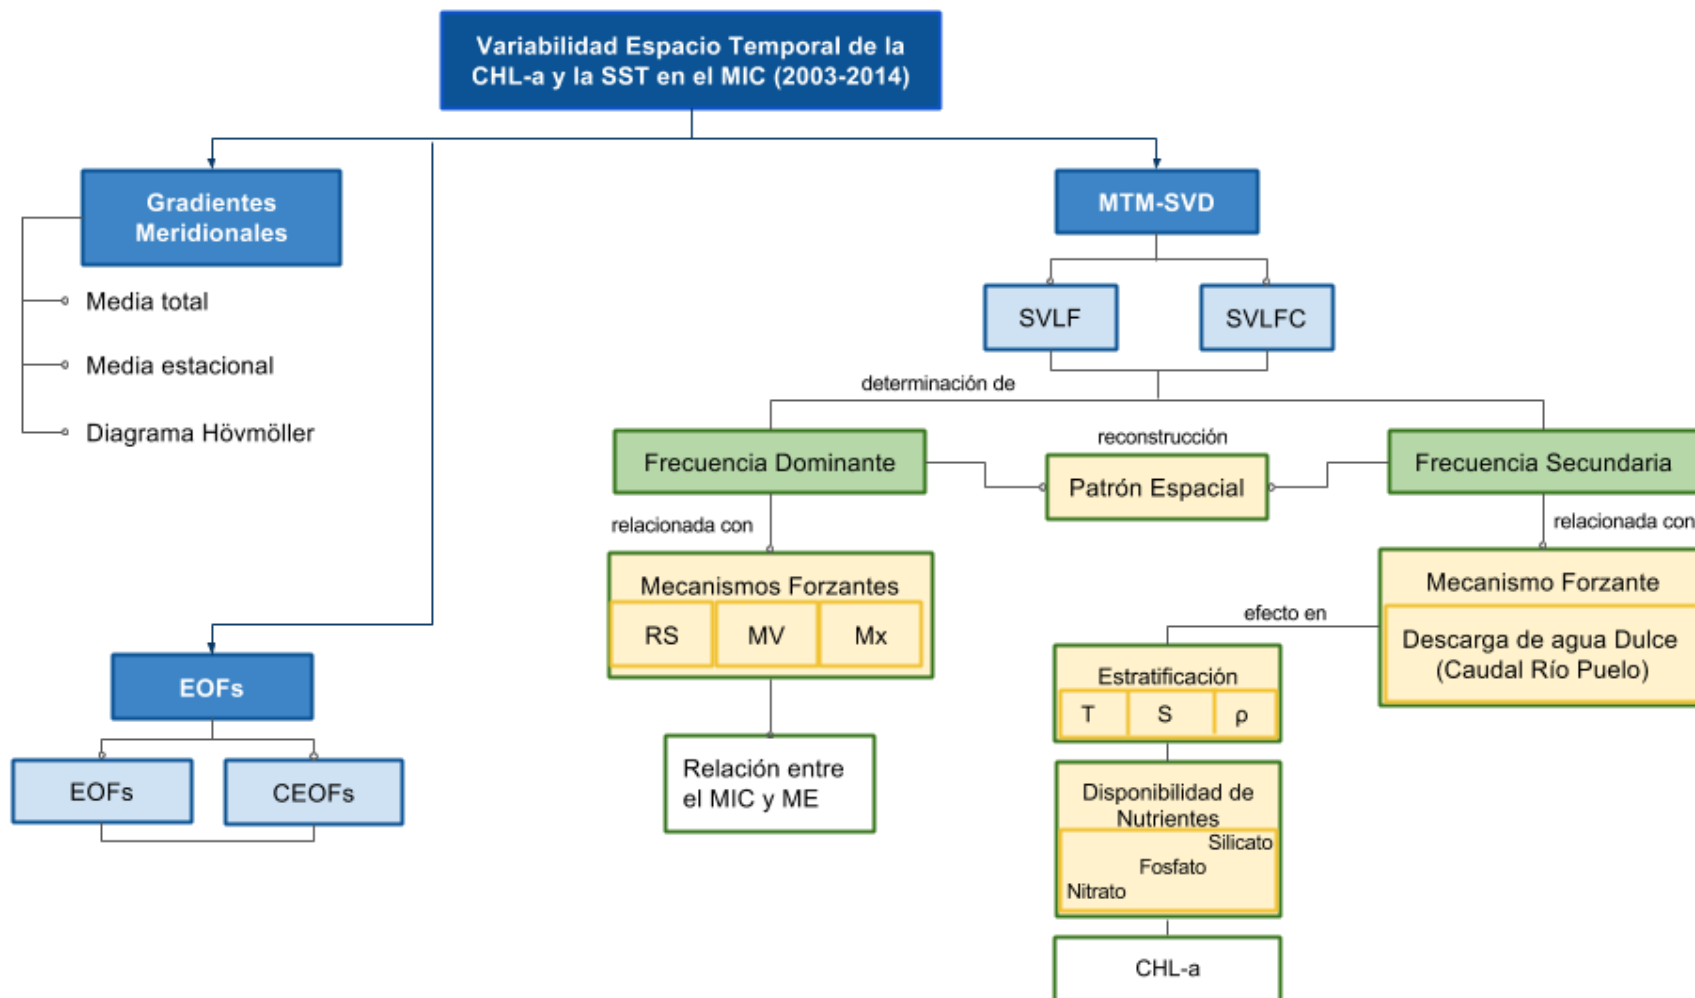 Variabilidad Espacio Temporal de la
CHL-a y la SST en el MIC (2003-2014)
Gradientes
Meridionales
Media total
Media estacional
Diagrama Hövmöller
EOFs
EOFs
CEOFs
MTM-SVD
SVLF
SVLFC
determinación de
Frecuencia Dominante
reconstrucción
Patrón Espacial
Frecuencia Secundaria
relacionada con
Mecanismos Forzantes
RS
MV
Mx
Relación entre
el MIC y ME
relacionada con
Mecanismo Forzante
Descarga de agua Dulce
(Caudal Río Puelo)
efecto en
Estratificación
T
S
ρ
Disponibilidad de
Nutrientes
Silicato
Fosfato
Nitrato
CHL-a